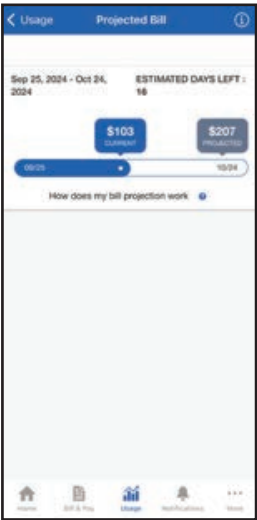 Usage
Projected Bill
Sep 25, 2024 - Oct 24,
2024
ESTIMATED DAYS LEFT :
16
$103
CURRENT
$207
PROJECTED
09/25
10/24
How does my bill projection work
Home
Bill & Pay
Usage
Notifications
More